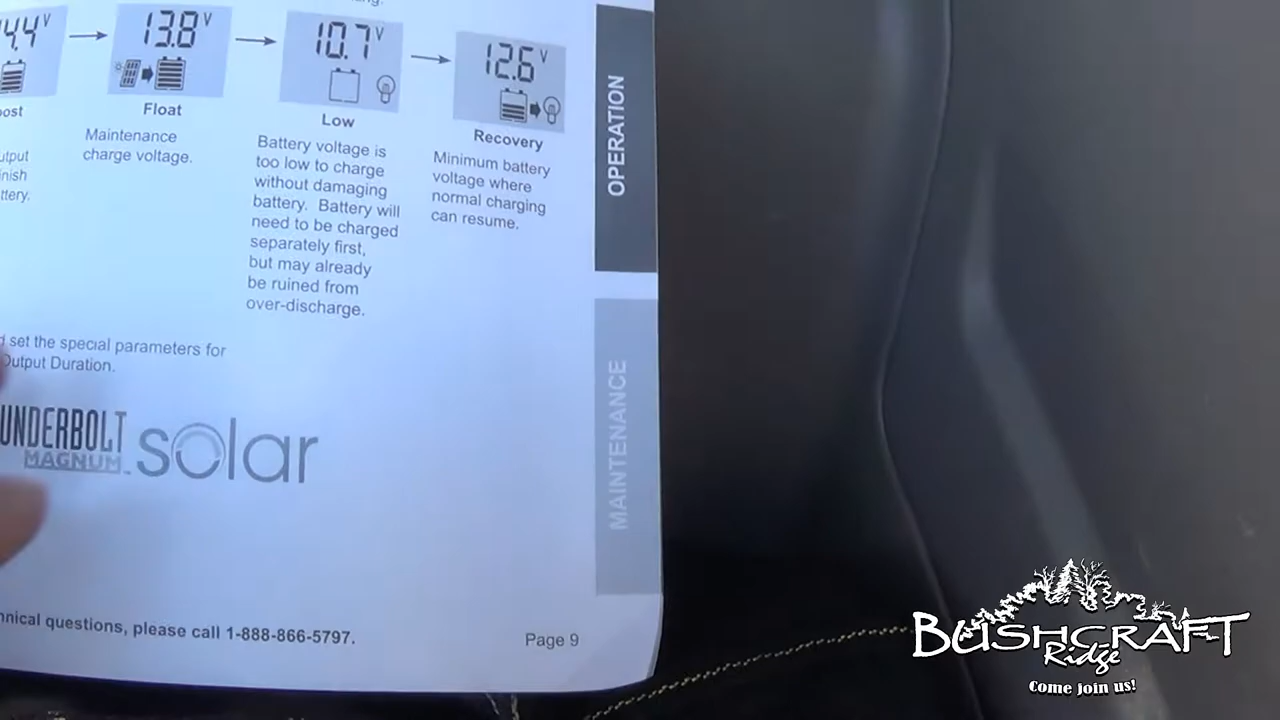 13.8 V
10.7 V
12.6 V
Float
Low
Recovery
Maintenance
charge voltage.
Battery voltage is
too low to charge
without damaging
battery. Battery will
need to be charged
separately first,
but may already
be ruined from
over-discharge.
Minimum battery
voltage where
normal charging
can resume.
set the special parameters for
Output Duration.
MAGNUM
solar
questions, please call 1-888-866-5797.
Page 9
OPERATION
MAINTENANCE
BUSHCRAFT
Ridge
Come join us!